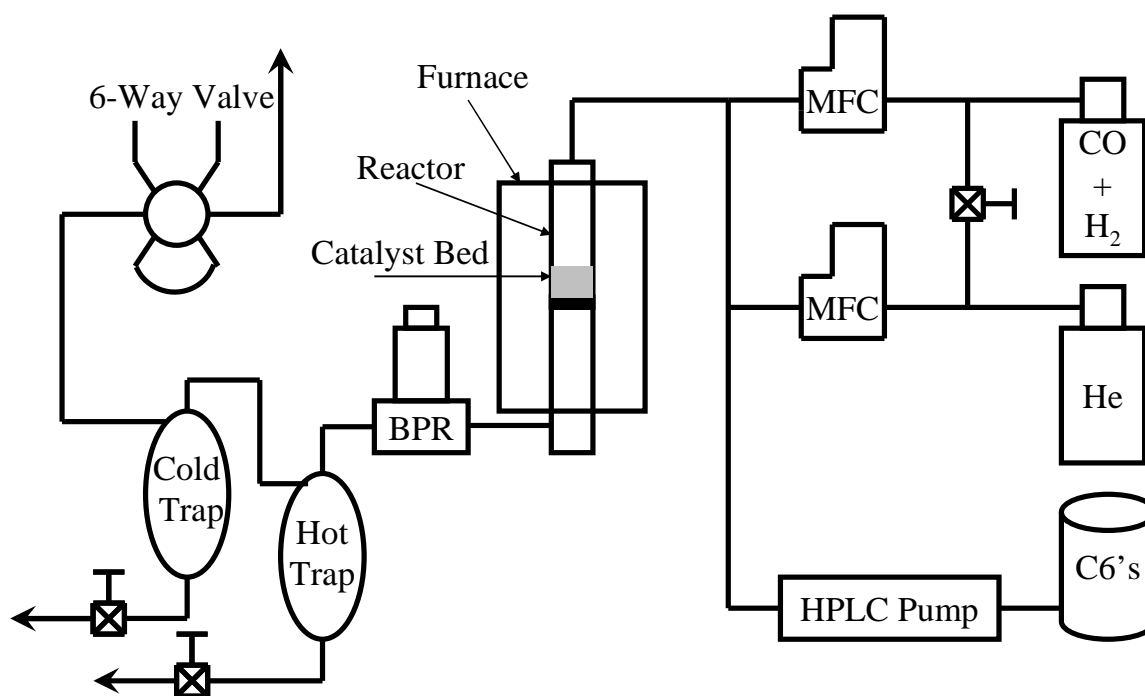 6-Way Valve
Furnace
Reactor
Catalyst Bed
MFC
CO
+
H₂
MFC
He
BPR
Cold
Trap
Hot
Trap
HPLC Pump
C6’s